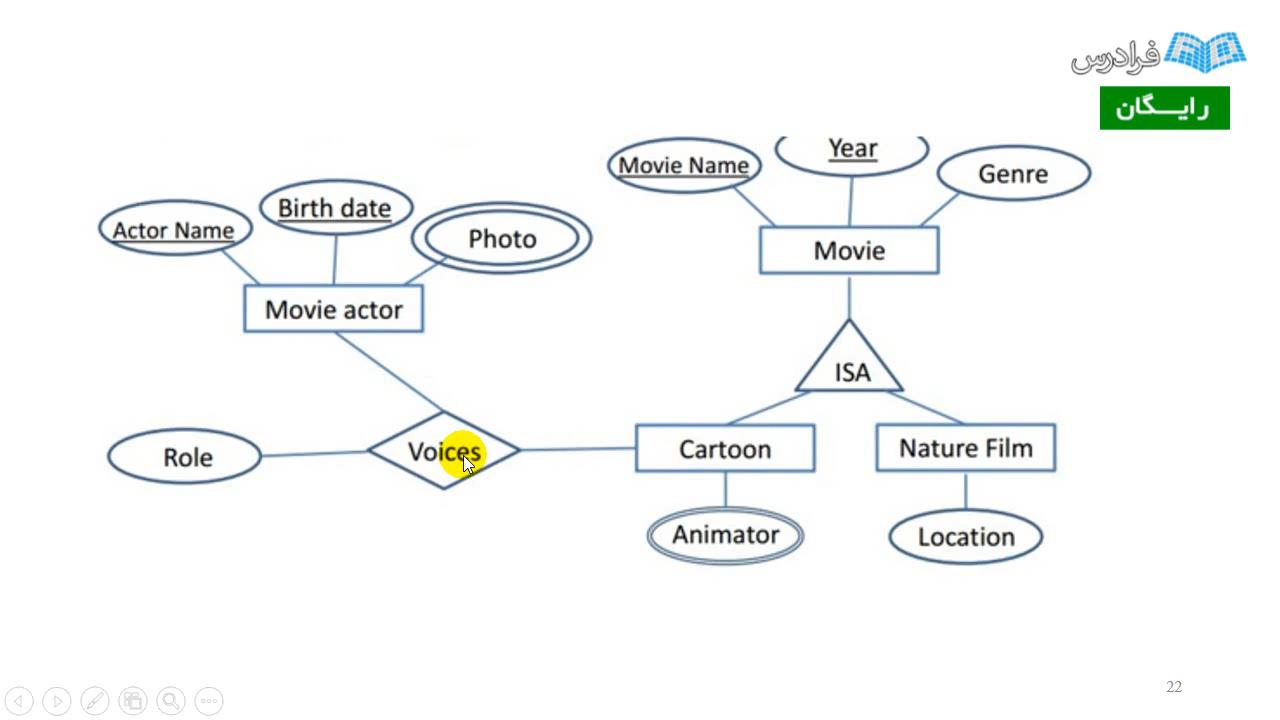 فرادرس
رایـــگان
Movie Name
Year
Genre
Actor Name
Birth date
Photo
Movie
Movie actor
ISA
Role
Voices
Cartoon
Nature Film
Animator
Location
22